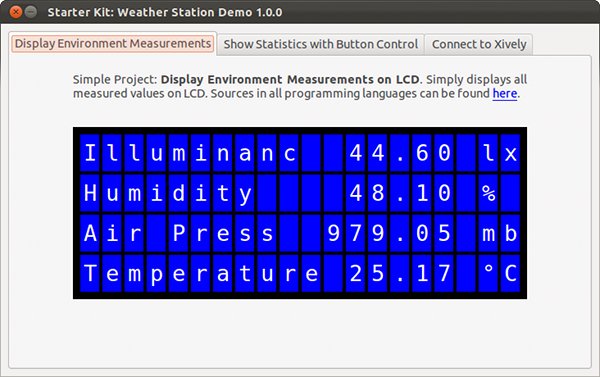 Starter Kit: Weather Station Demo 1.0.0
Display Environment Measurements Show Statistics with Button Control Connect to Xively
Simple Project: Display Environment Measurements on LCD. Simply displays all
measured values on LCD. Sources in all programming languages can be found here.
Illuminanc 44.60 lx
Humidity 48.10 %
Air Press 979.05 mb
Temperature 25.17 °C